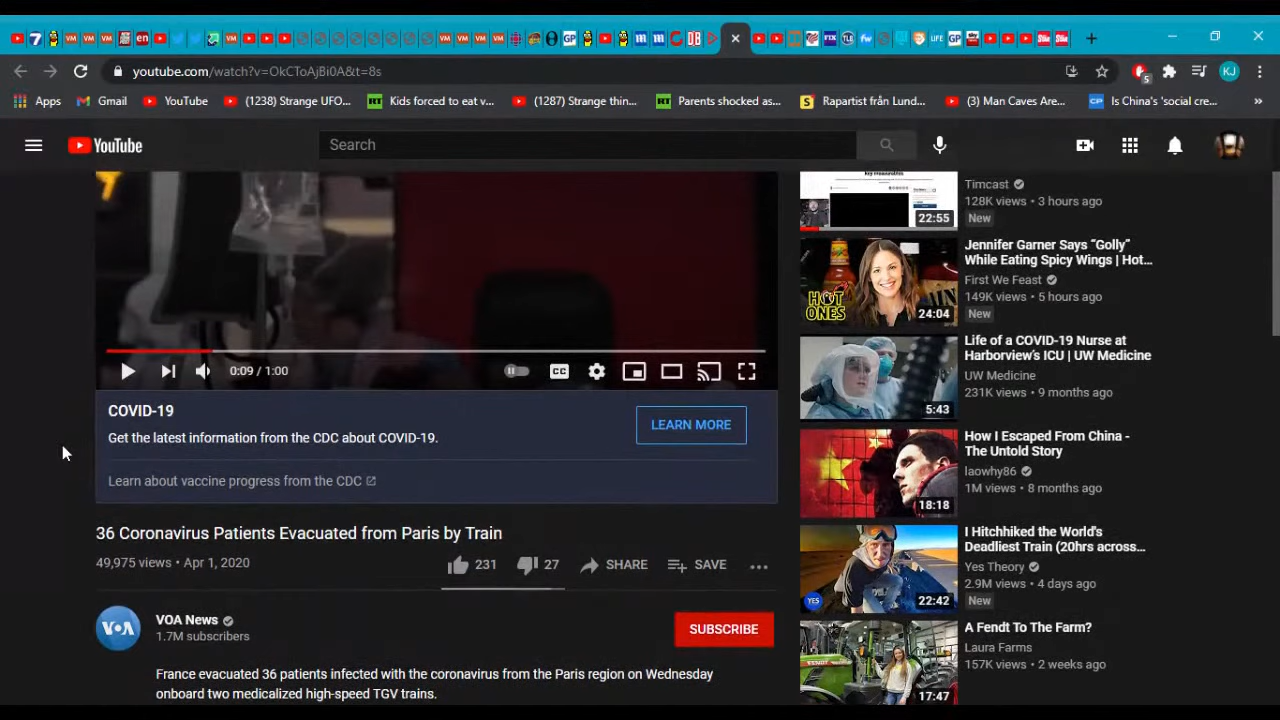 youtube.com/watch?v=OkCToAjBi0A&t=8s
5
KJ
Apps
Gmail
YouTube
(1238) Strange UFO...
RT
Kids forced to eat v...
(1287) Strange thin...
RT
Parents shocked as...
S
Rapartist från Lund...
(3) Man Caves Are...
CP
Is China's 'social cre...
»
YouTube
Search
22:55
Timcast
128K views • 3 hours ago
New
HOT
ONES
24:04
Jennifer Garner Says “Golly”
While Eating Spicy Wings | Hot...
First We Feast
149K views • 5 hours ago
New
5:43
Life of a COVID-19 Nurse at
Harborview's ICU | UW Medicine
UW Medicine
231K views • 9 months ago
18:18
How I Escaped From China -
The Untold Story
laowhy86
1M views • 8 months ago
YES
22:42
I Hitchhiked the World's
Deadliest Train (20hrs across...
Yes Theory
2.9M views • 4 days ago
New
17:47
A Fendt To The Farm?
Laura Farms
157K views • 2 weeks ago
0:09 / 1:00
CC
COVID-19
Get the latest information from the CDC about COVID-19.
LEARN MORE
Learn about vaccine progress from the CDC
36 Coronavirus Patients Evacuated from Paris by Train
49,975 views • Apr 1, 2020
231
27
SHARE
SAVE
VOA
VOA News
1.7M subscribers
SUBSCRIBE
France evacuated 36 patients infected with the coronavirus from the Paris region on Wednesday
onboard two medicalized high-speed TGV trains.